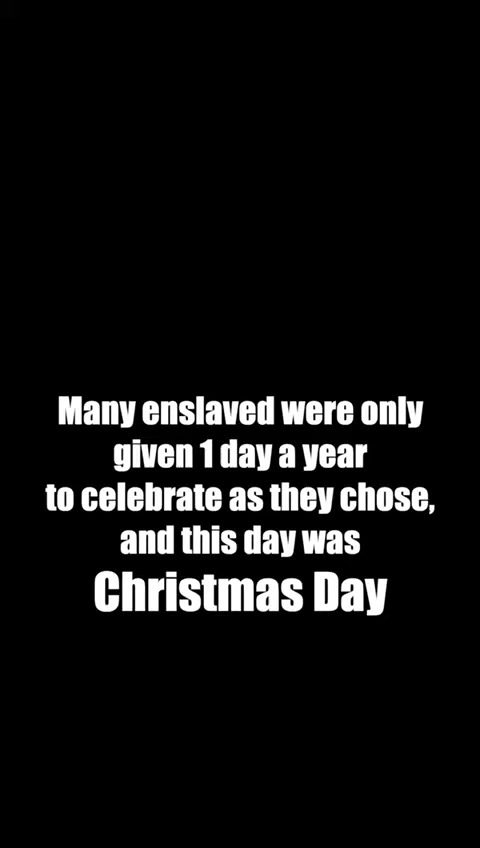 Many enslaved were only
given 1 day a year
to celebrate as they chose,
and this day was
Christmas Day